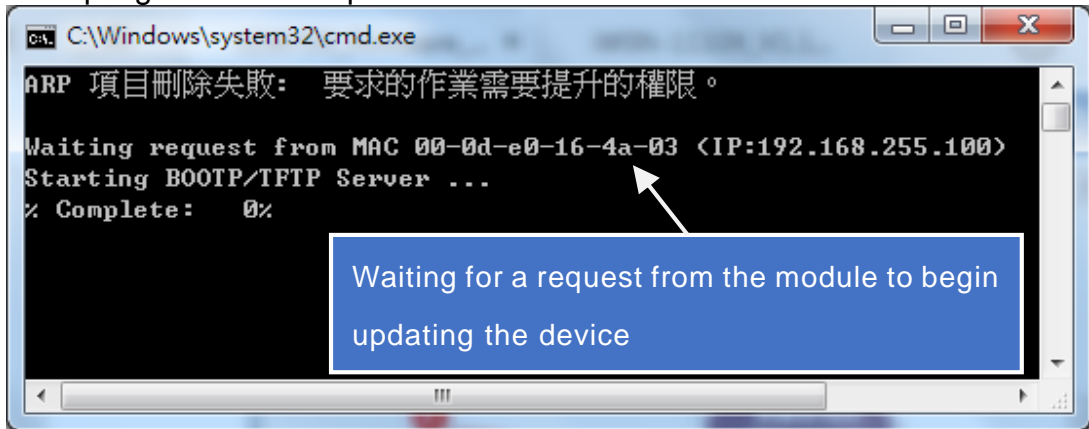 C:\Windows\system32\cmd.exe
ARP 項目刪除失敗: 要求的作業需要提升的權限。
Waiting request from MAC 00-0d-e0-16-4a-03 (IP:192.168.255.100)
Starting BOOTP/TFTP Server ...
% Complete: 0%
Waiting for a request from the module to begin
updating the device